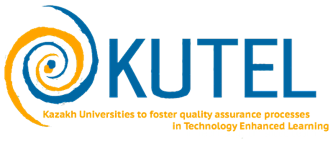 KUTEL
Kazakh Universities to foster quality assurance processes
in Technology Enhanced Learning